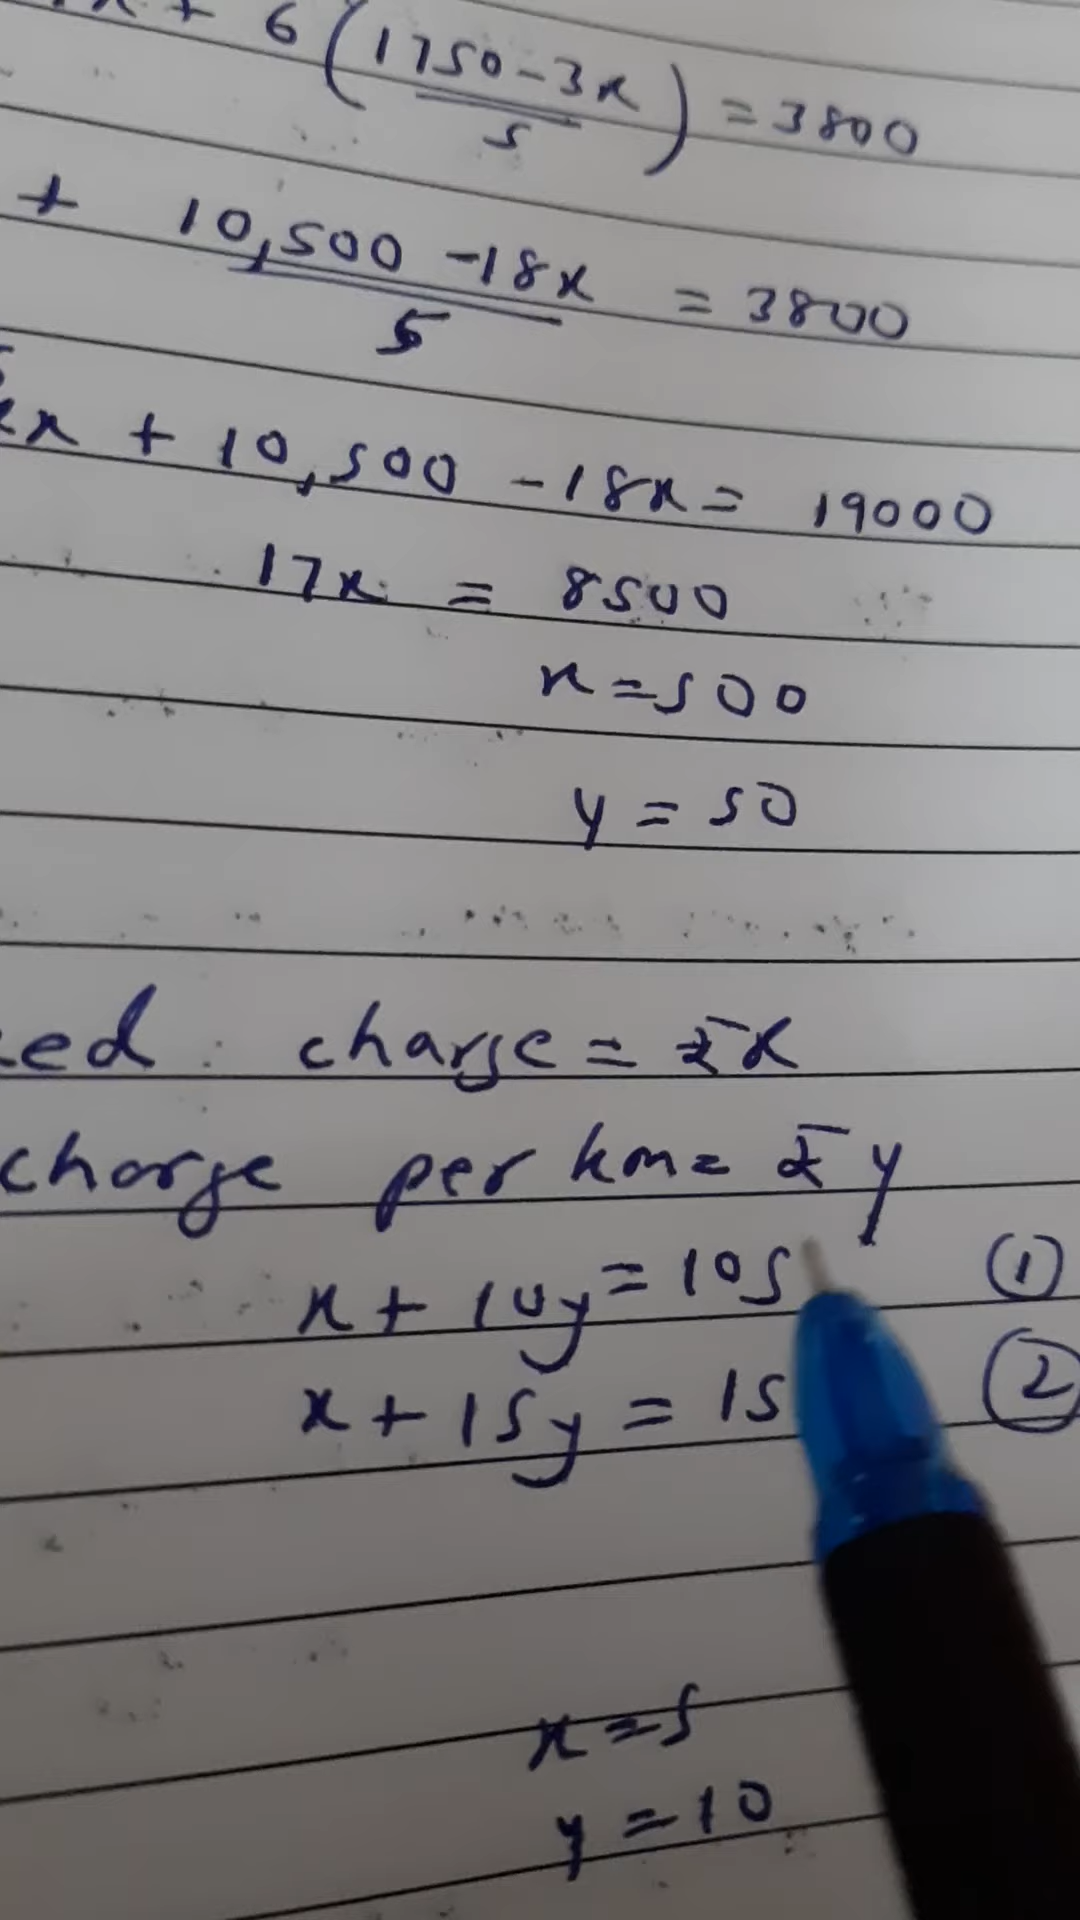 x + 6 (1750-3x / 5) = 3800
+ 10,500 -18x / 5 = 3800
x + 10,500 -18x = 19000
17x = 8500
x = 500
y = 50
ed charge = ₹x
charge per km = ₹y
x + 10y = 105 (1)
x + 15y = 15 (2)
x = 5
y = 10